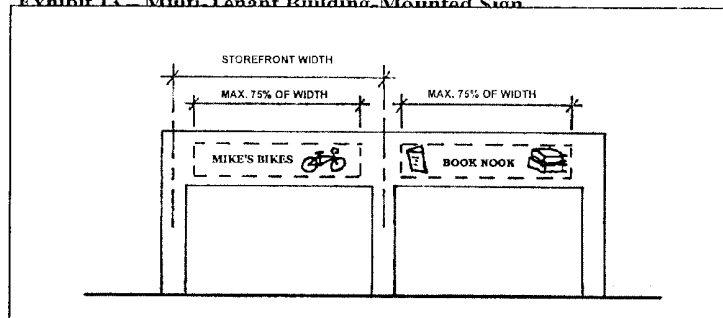 Exhibit 13 – Multi-Tenant Building-Mounted Sign
STOREFRONT WIDTH
MAX. 75% OF WIDTH
MAX. 75% OF WIDTH
MIKE'S BIKES
BOOK NOOK